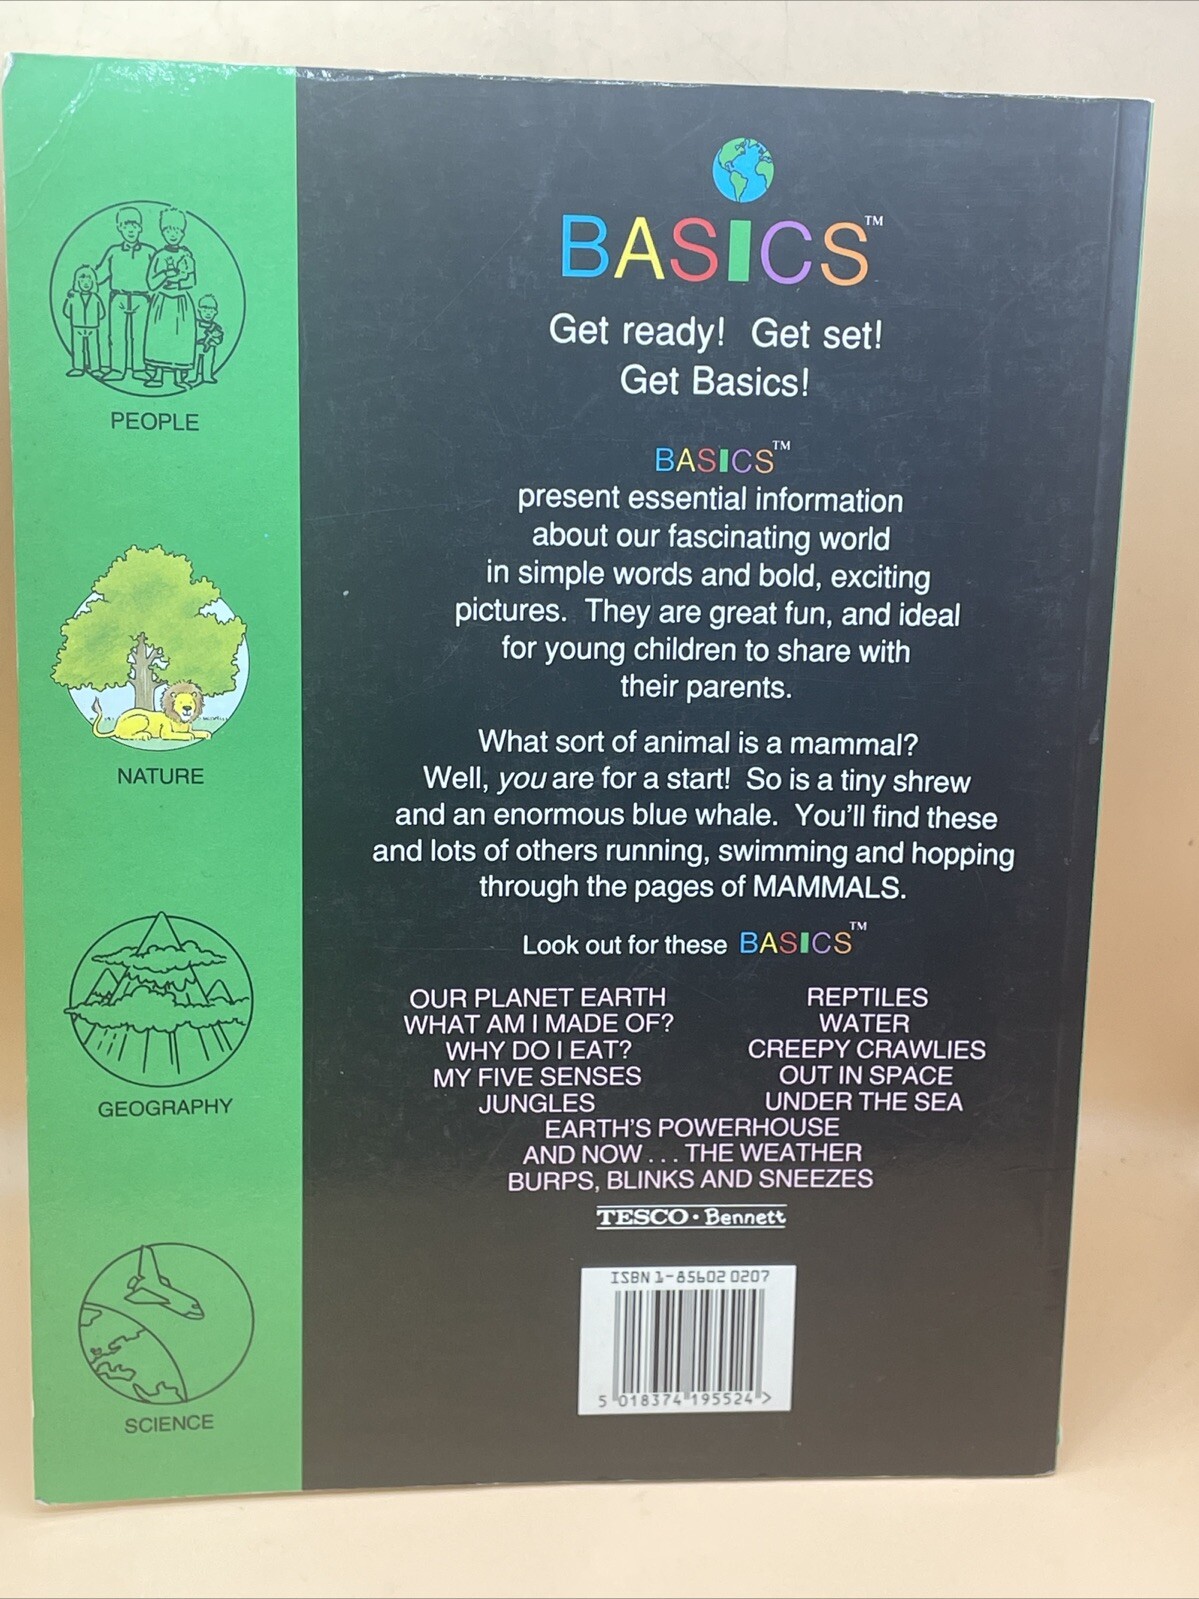 BASICS™
Get ready! Get set!
Get Basics!
BASICS™
present essential information
about our fascinating world
in simple words and bold, exciting
pictures. They are great fun, and ideal
for young children to share with
their parents.
What sort of animal is a mammal?
Well, you are for a start! So is a tiny shrew
and an enormous blue whale. You'll find these
and lots of others running, swimming and hopping
through the pages of MAMMALS.
Look out for these BASICS™
OUR PLANET EARTH
WHAT AM I MADE OF?
WHY DO I EAT?
MY FIVE SENSES
JUNGLES
REPTILES
WATER
CREEPY CRAWLIES
OUT IN SPACE
UNDER THE SEA
EARTH'S POWERHOUSE
AND NOW . . . THE WEATHER
BURPS, BLINKS AND SNEEZES
TESCO · Bennett
ISBN 1-85602 0207
5 018374 195524 >
PEOPLE
NATURE
GEOGRAPHY
SCIENCE